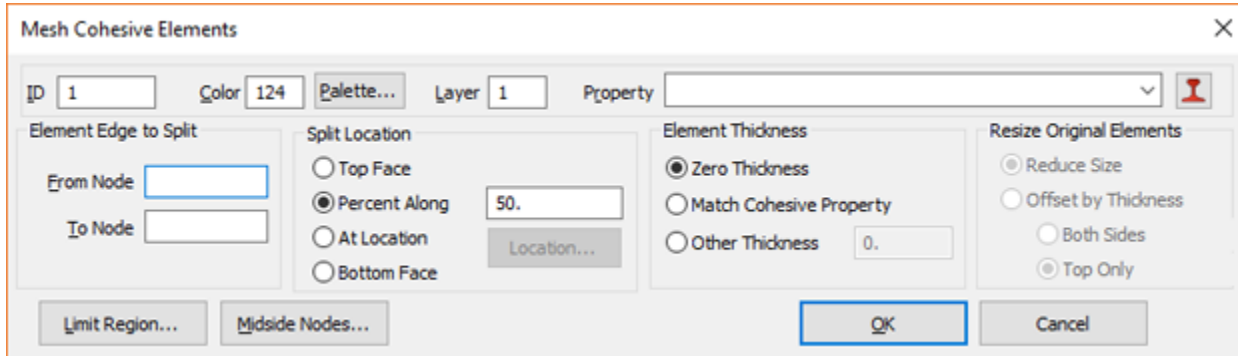 Mesh Cohesive Elements
ID 1 Color 124 Palette... Layer 1 Property
Element Edge to Split
From Node
To Node
Split Location
Top Face
Percent Along 50.
At Location Location...
Bottom Face
Element Thickness
Zero Thickness
Match Cohesive Property
Other Thickness 0.
Resize Original Elements
Reduce Size
Offset by Thickness
Both Sides
Top Only
Limit Region... Midside Nodes... OK Cancel